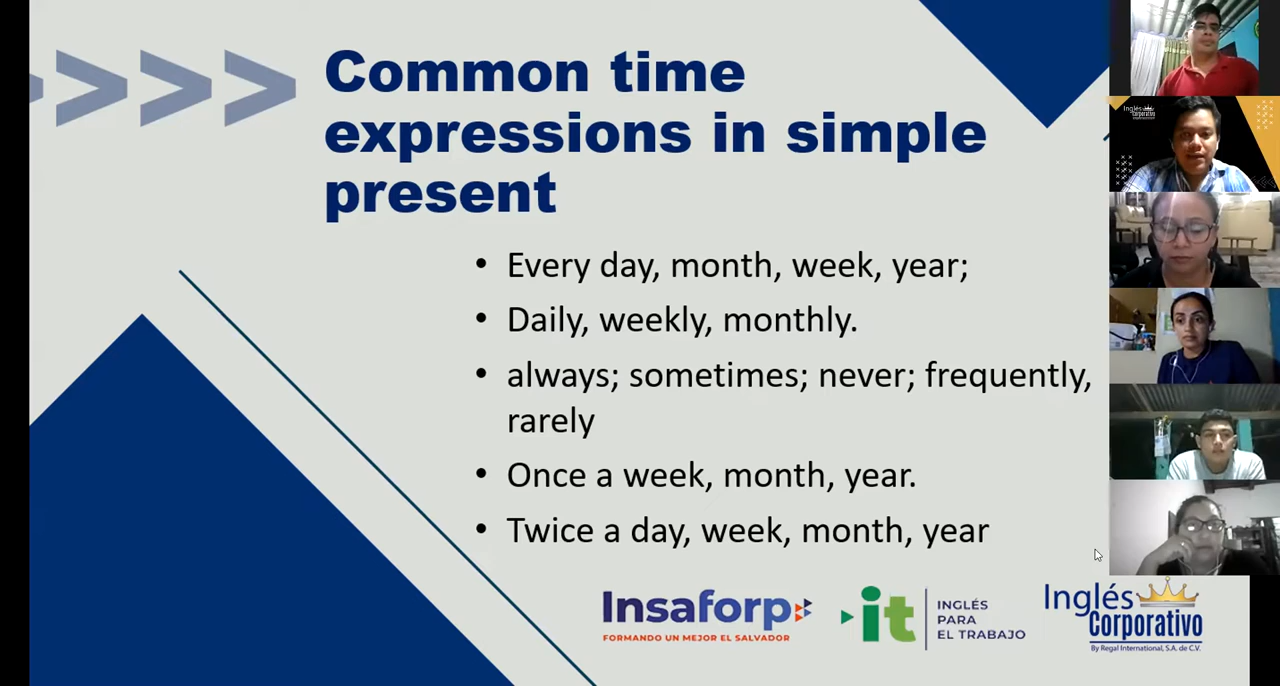 Common time
expressions in simple
present
• Every day, month, week, year;
• Daily, weekly, monthly.
• always; sometimes; never; frequently,
rarely
• Once a week, month, year.
• Twice a day, week, month, year
Insaforp
FORMANDO UN MEJOR EL SALVADOR
it
INGLÉS
PARA
EL TRABAJO
Inglés
Corporativo
By Regal International, S.A. de C.V.
Inglés
Corporativo